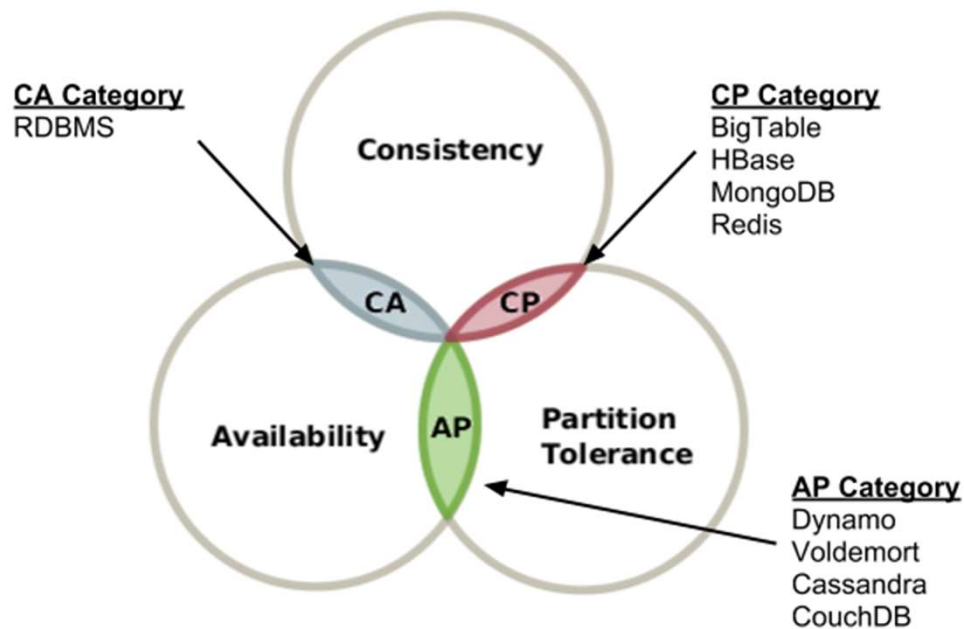 CA Category
RDBMS
CP Category
BigTable
HBase
MongoDB
Redis
Consistency
CA
CP
Availability
AP
Partition
Tolerance
AP Category
Dynamo
Voldemort
Cassandra
CouchDB